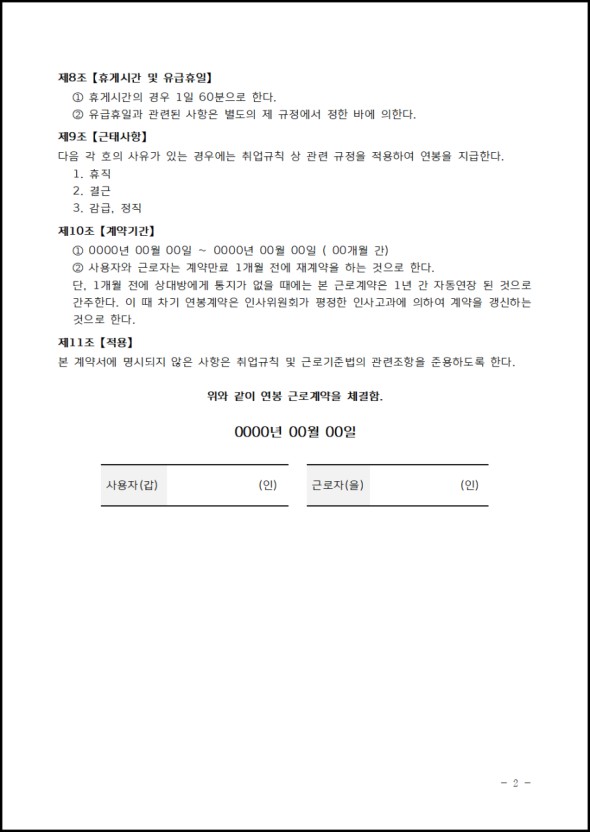 제8조【휴게시간 및 유급휴일】
① 휴게시간의 경우 1일 60분으로 한다.
② 유급휴일과 관련된 사항은 별도의 제 규정에서 정한 바에 의한다.
제9조【근태사항】
다음 각 호의 사유가 있는 경우에는 취업규칙 상 관련 규정을 적용하여 연봉을 지급한다.
1. 휴직
2. 결근
3. 감급, 정직
제10조【계약기간】
① 0000년 00월 00일 ~ 0000년 00월 00일 ( 00개월 간)
② 사용자와 근로자는 계약만료 1개월 전에 재계약을 하는 것으로 한다.
단, 1개월 전에 상대방에게 통지가 없을 때에는 본 근로계약은 1년 간 자동연장 된 것으로
간주한다. 이 때 차기 연봉계약은 인사위원회가 평정한 인사고과에 의하여 계약을 갱신하는
것으로 한다.
제11조【적용】
본 계약서에 명시되지 않은 사항은 취업규칙 및 근로기준법의 관련조항을 준용하도록 한다.
위와 같이 연봉 근로계약을 체결함.
0000년 00월 00일
사용자(갑) (인) 근로자(을) (인)
- 2 -